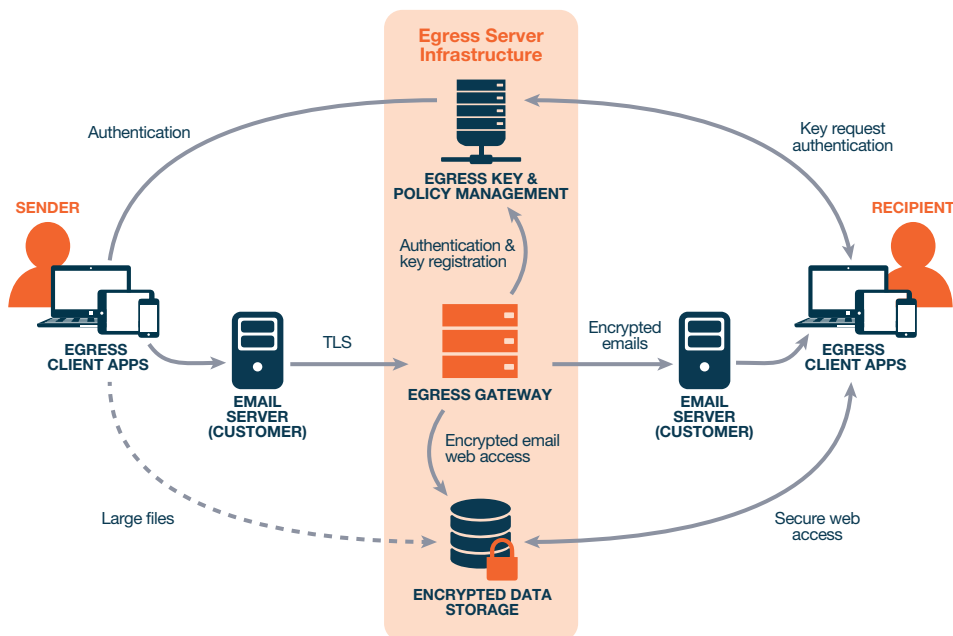 Egress Server
Infrastructure
Authentication
Key request
authentication
EGRESS KEY &
POLICY MANAGEMENT
SENDER
RECIPIENT
Authentication &
key registration
TLS
Encrypted
emails
EGRESS
CLIENT APPS
EMAIL
SERVER
(CUSTOMER)
EGRESS GATEWAY
EMAIL
SERVER
(CUSTOMER)
EGRESS
CLIENT APPS
Encrypted email
web access
Large files
Secure web
access
ENCRYPTED DATA
STORAGE